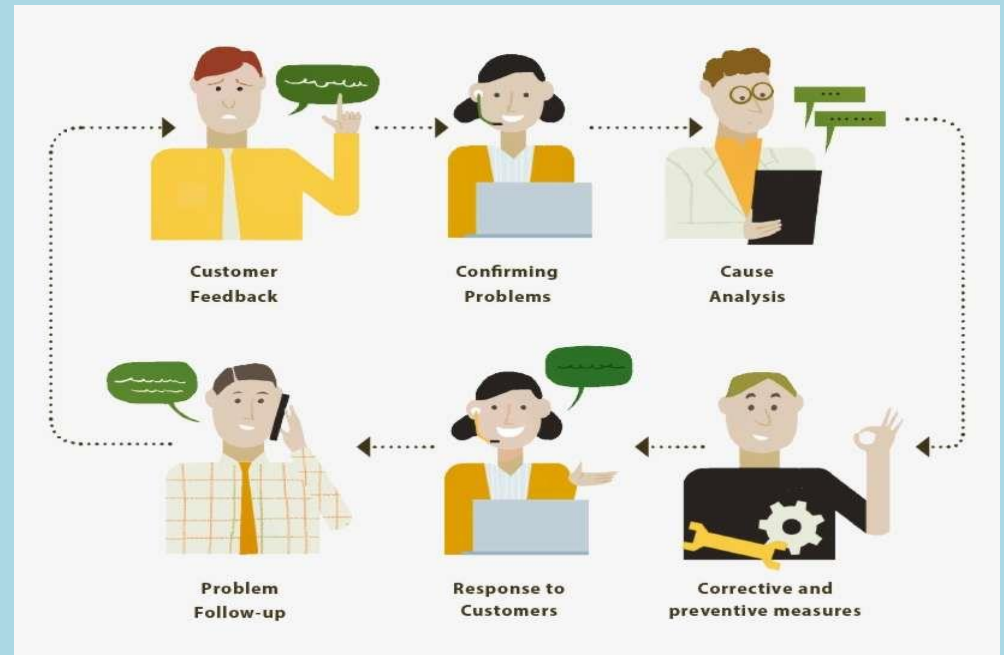 Customer
Feedback
Confirming
Problems
Cause
Analysis
Problem
Follow-up
Response to
Customers
Corrective and
preventive measures